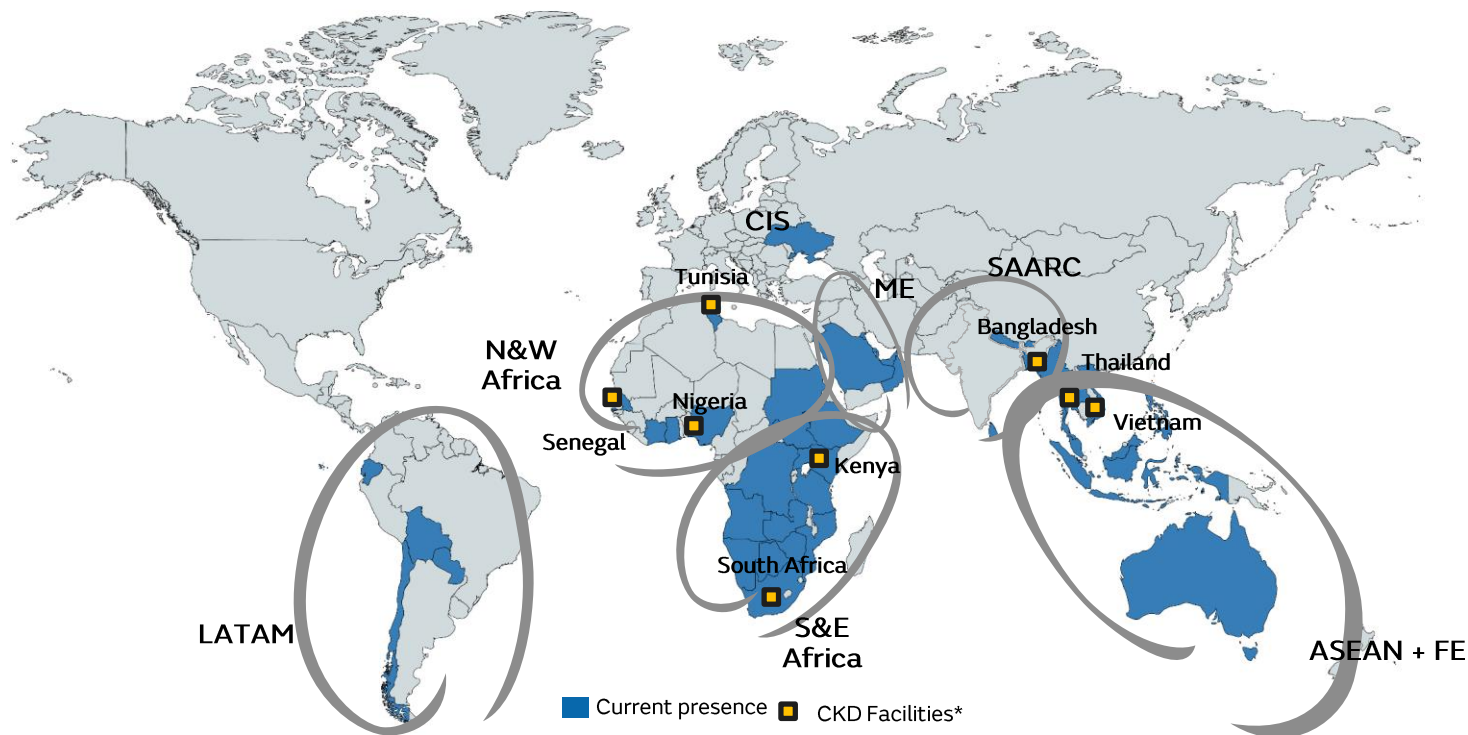 CIS
SAARC
Tunisia
ME
Bangladesh
N&W
Africa
Thailand
Nigeria
Vietnam
Senegal
Kenya
South Africa
LATAM
S&E
Africa
ASEAN + FE
Current presence
CKD Facilities*